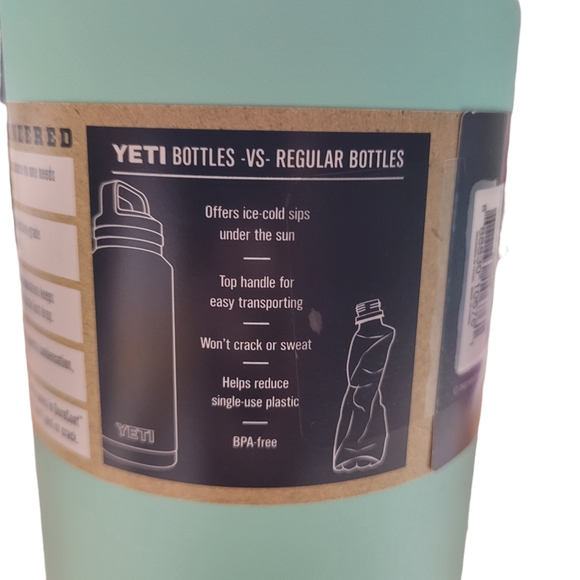 NEERED
YETI BOTTLES -VS- REGULAR BOTTLES
Offers ice-cold sips
under the sun
Top handle for
easy transporting
Won't crack or sweat
Helps reduce
single-use plastic
BPA-free
YETI